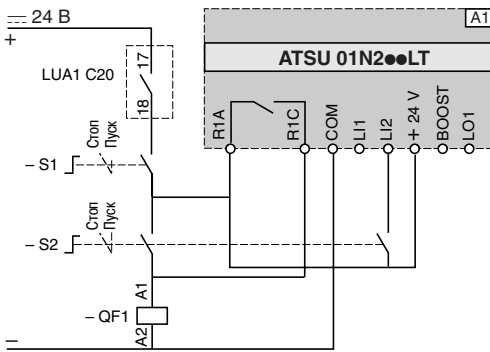 24 В
+
A1
ATSU 01N2●●LT
17
LUA1 C20
18
R1A
R1C
COM
LI1
LI2
+ 24 V
BOOST
LO1
Стоп
Пуск
– S1
Стоп
Пуск
– S2
A1
– QF1
A2
–